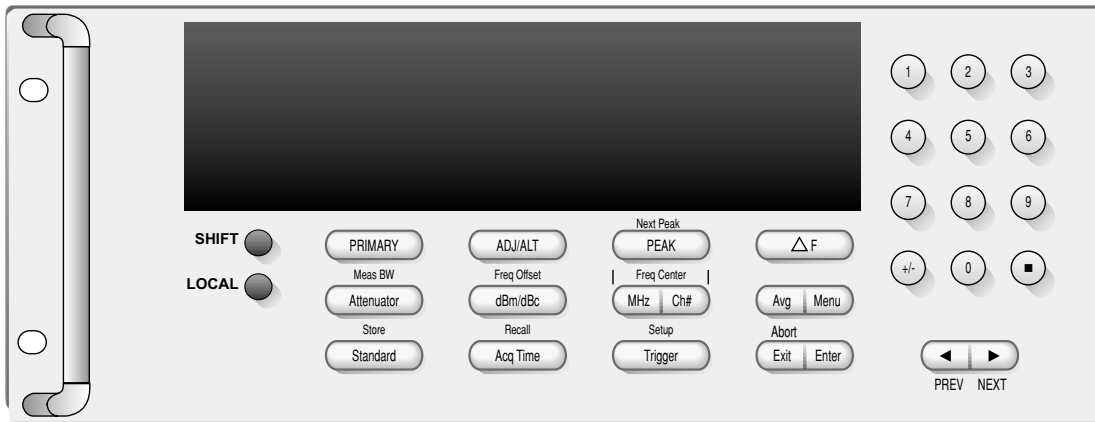 1 2 3
4 5 6
7 8 9
+/- 0 ■
SHIFT
LOCAL
Next Peak
PRIMARY ADJ/ALT PEAK △ F
Meas BW Freq Offset Freq Center
Attenuator dBm/dBc MHz Ch# Avg Menu
Store Recall Setup Abort
Standard Acq Time Trigger Exit Enter
◀ ▶
PREV NEXT